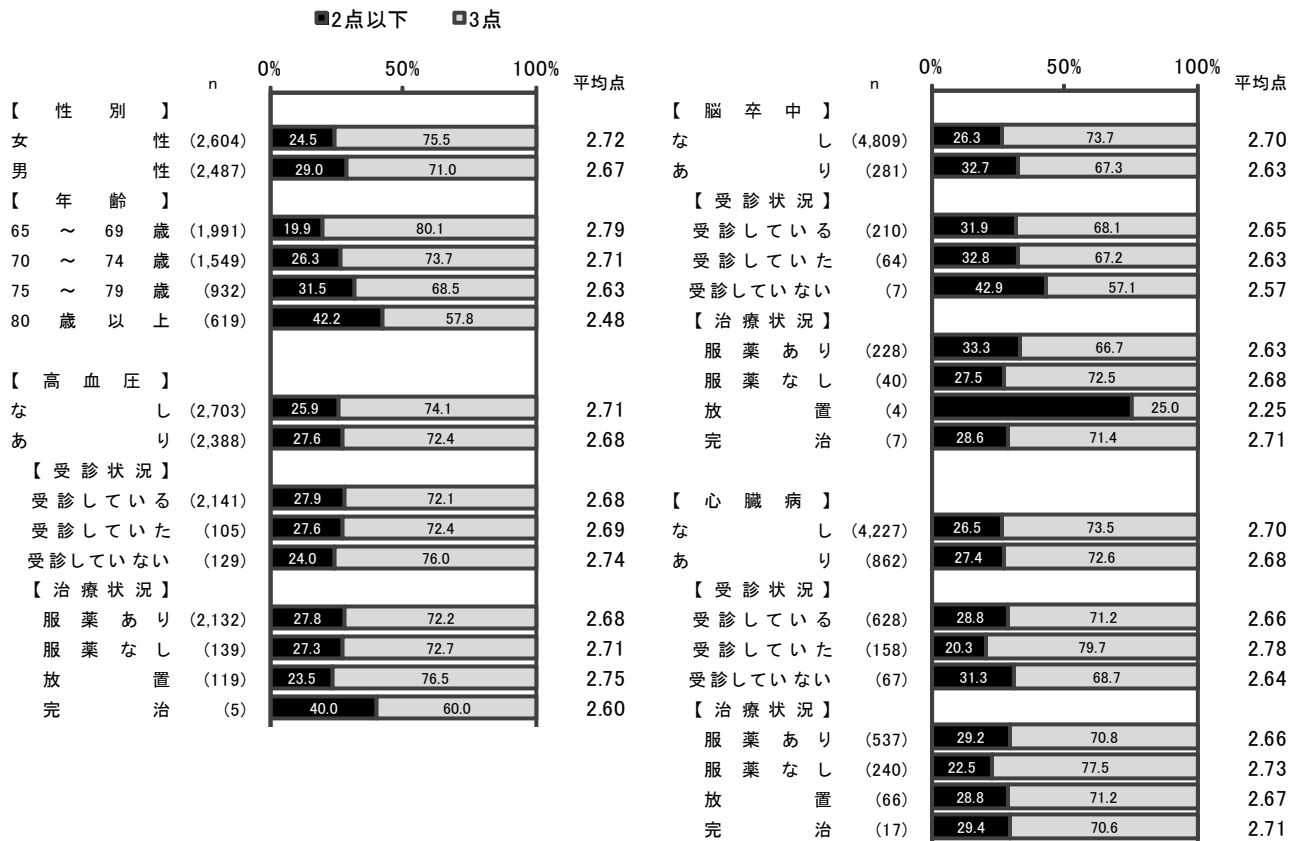 ■2点以下 □3点
n 0% 50% 100% 平均点
【 性 別 】
女 性 (2,604) 24.5 75.5 2.72
男 性 (2,487) 29.0 71.0 2.67
【 年 齢 】
65 ～ 69 歳 (1,991) 19.9 80.1 2.79
70 ～ 74 歳 (1,549) 26.3 73.7 2.71
75 ～ 79 歳 (932) 31.5 68.5 2.63
80 歳 以 上 (619) 42.2 57.8 2.48
【 高 血 圧 】
な し (2,703) 25.9 74.1 2.71
あ り (2,388) 27.6 72.4 2.68
【 受 診 状 況 】
受 診 し て い る (2,141) 27.9 72.1 2.68
受 診 し て い た (105) 27.6 72.4 2.69
受診していない (129) 24.0 76.0 2.74
【 治 療 状 況 】
服 薬 あ り (2,132) 27.8 72.2 2.68
服 薬 な し (139) 27.3 72.7 2.71
放 置 (119) 23.5 76.5 2.75
完 治 (5) 40.0 60.0 2.60
n 0% 50% 100% 平均点
【 脳 卒 中 】
な し (4,809) 26.3 73.7 2.70
あ り (281) 32.7 67.3 2.63
【 受 診 状 況 】
受 診 し て い る (210) 31.9 68.1 2.65
受 診 し て い た (64) 32.8 67.2 2.63
受診していない (7) 42.9 57.1 2.57
【 治 療 状 況 】
服 薬 あ り (228) 33.3 66.7 2.63
服 薬 な し (40) 27.5 72.5 2.68
放 置 (4) 25.0 2.25
完 治 (7) 28.6 71.4 2.71
【 心 臓 病 】
な し (4,227) 26.5 73.5 2.70
あ り (862) 27.4 72.6 2.68
【 受 診 状 況 】
受 診 し て い る (628) 28.8 71.2 2.66
受 診 し て い た (158) 20.3 79.7 2.78
受診していない (67) 31.3 68.7 2.64
【 治 療 状 況 】
服 薬 あ り (537) 29.2 70.8 2.66
服 薬 な し (240) 22.5 77.5 2.73
放 置 (66) 28.8 71.2 2.67
完 治 (17) 29.4 70.6 2.71